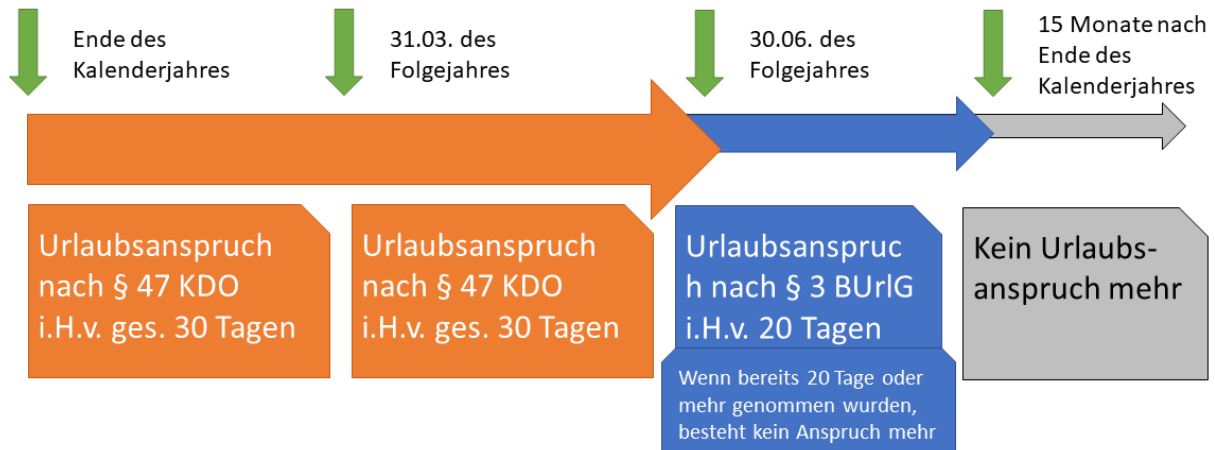 Ende des
Kalenderjahres
31.03. des
Folgejahres
30.06. des
Folgejahres
15 Monate nach
Ende des
Kalenderjahres
Urlaubsanspruch
nach § 47 KDO
i.H.v. ges. 30 Tagen
Urlaubsanspruch
nach § 47 KDO
i.H.v. ges. 30 Tagen
Urlaubsanspruc
h nach § 3 BUrlG
i.H.v. 20 Tagen
Wenn bereits 20 Tage oder
mehr genommen wurden,
besteht kein Anspruch mehr
Kein Urlaubs-
anspruch mehr